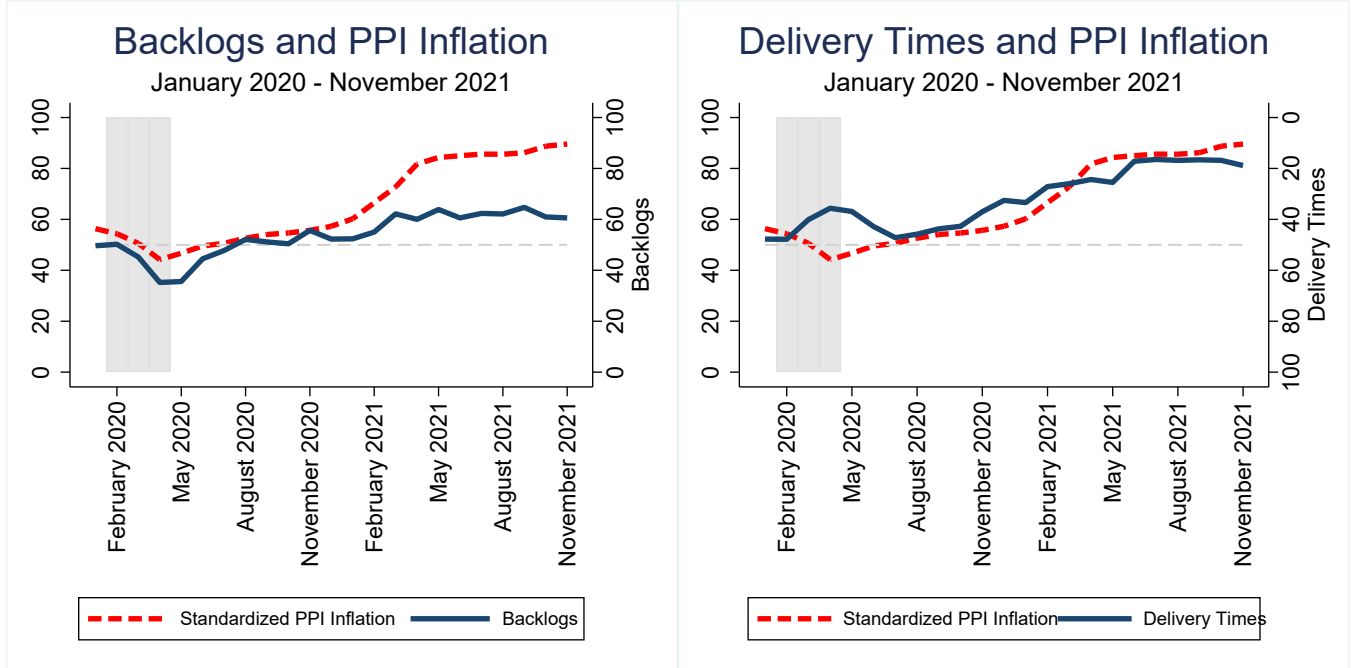 Backlogs and PPI Inflation
January 2020 - November 2021
100
80
60
40
20
0
100
80
60
40
20
0
Backlogs
February 2020
May 2020
August 2020
November 2020
February 2021
May 2021
August 2021
November 2021
Standardized PPI Inflation
Backlogs
Delivery Times and PPI Inflation
January 2020 - November 2021
100
80
60
40
20
0
0
20
40
60
80
100
Delivery Times
February 2020
May 2020
August 2020
November 2020
February 2021
May 2021
August 2021
November 2021
Standardized PPI Inflation
Delivery Times